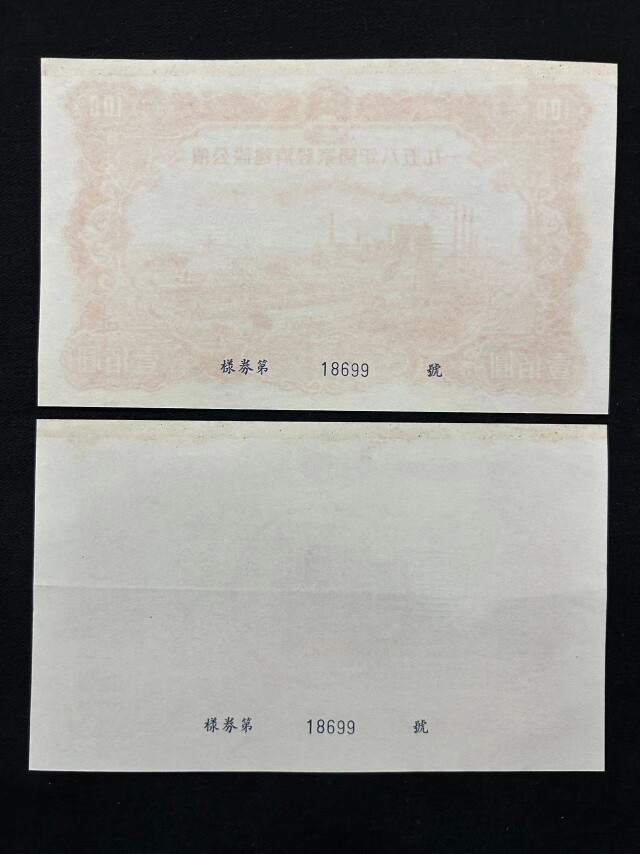 100 100
一九五八年國家經濟建設公債
壹佰圓 壹佰圓
樣券第 18699 號
樣券第 18699 號